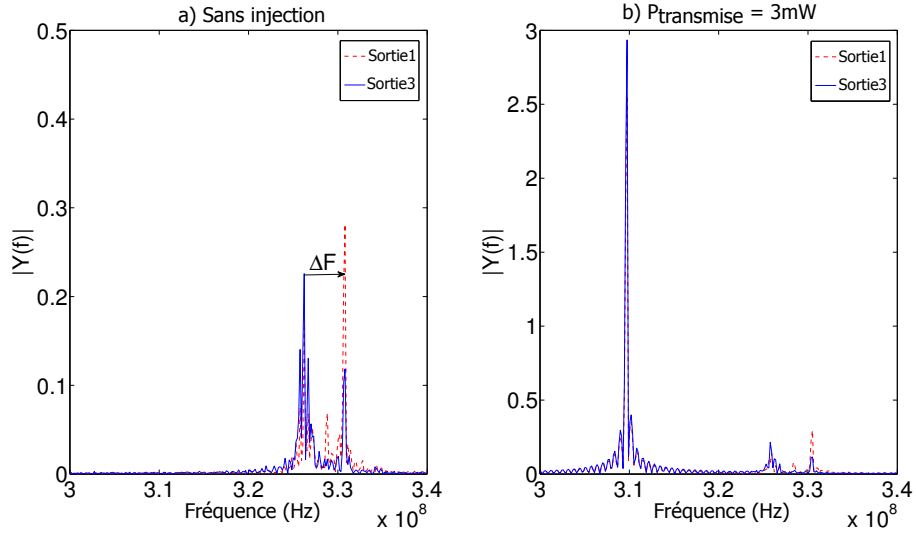 a) Sans injection
0.5
0.4
0.3
0.2
0.1
0
|Y(f)|
Sortie1
Sortie3
ΔF
3
3.1
3.2
3.3
3.4
Fréquence (Hz)
x 10^8
b) Ptransmise = 3mW
3
2.5
2
1.5
1
0.5
0
|Y(f)|
Sortie1
Sortie3
3
3.1
3.2
3.3
3.4
Fréquence (Hz)
x 10^8